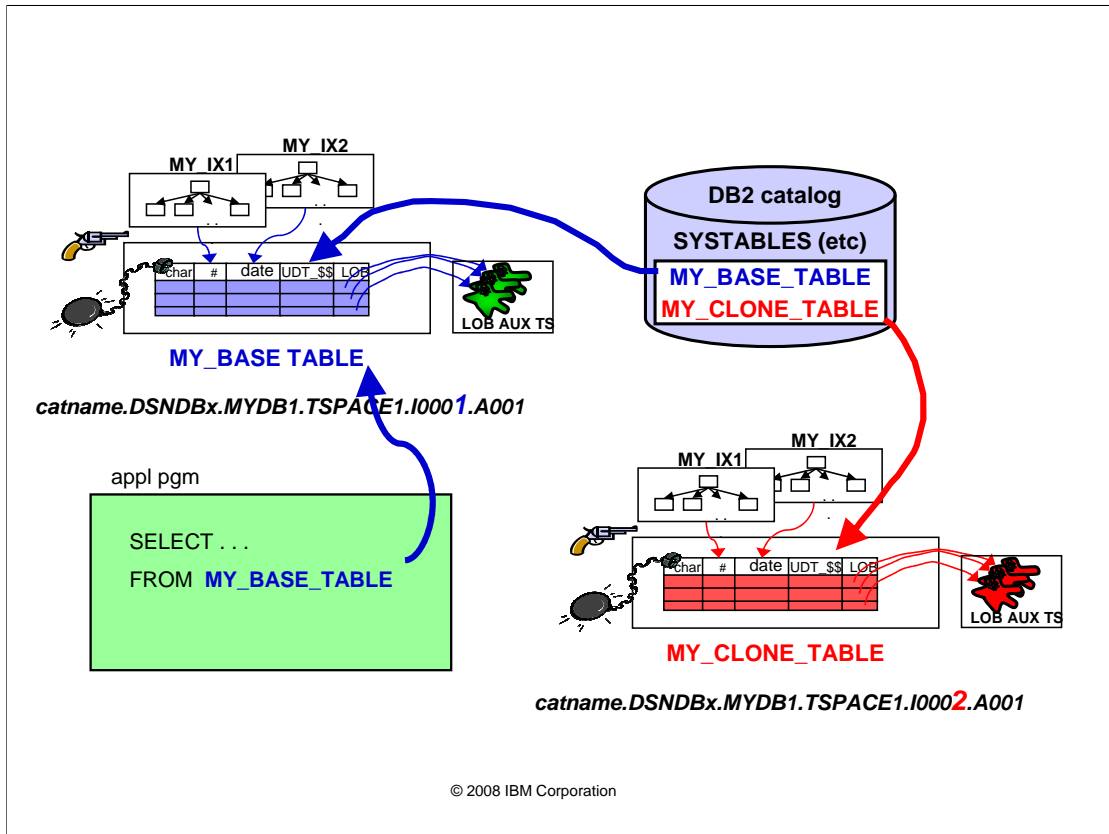 MY_IX2
MY_IX1
char # date UDT_$$ LOB
LOB AUX TS
MY_BASE TABLE
catname.DSNDBx.MYDB1.TSPACE1.I0001.A001
DB2 catalog
SYSTABLES (etc)
MY_BASE_TABLE
MY_CLONE_TABLE
appl pgm
SELECT . . .
FROM MY_BASE_TABLE
MY_IX2
MY_IX1
char # date UDT_$$ LOB
LOB AUX TS
MY_CLONE_TABLE
catname.DSNDBx.MYDB1.TSPACE1.I0002.A001
© 2008 IBM Corporation